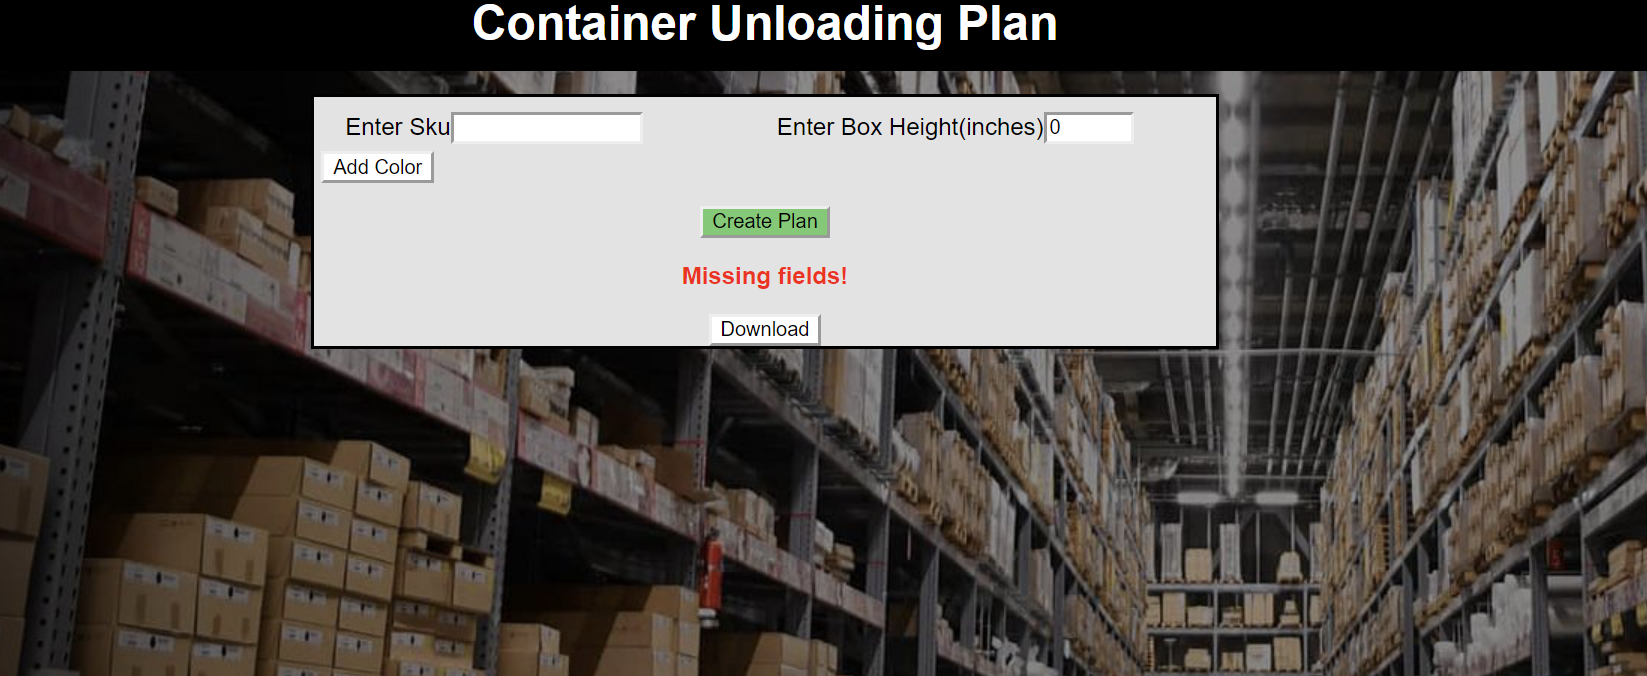 Container Unloading Plan
Enter Sku Enter Box Height(inches) 0
Add Color
Create Plan
Missing fields!
Download